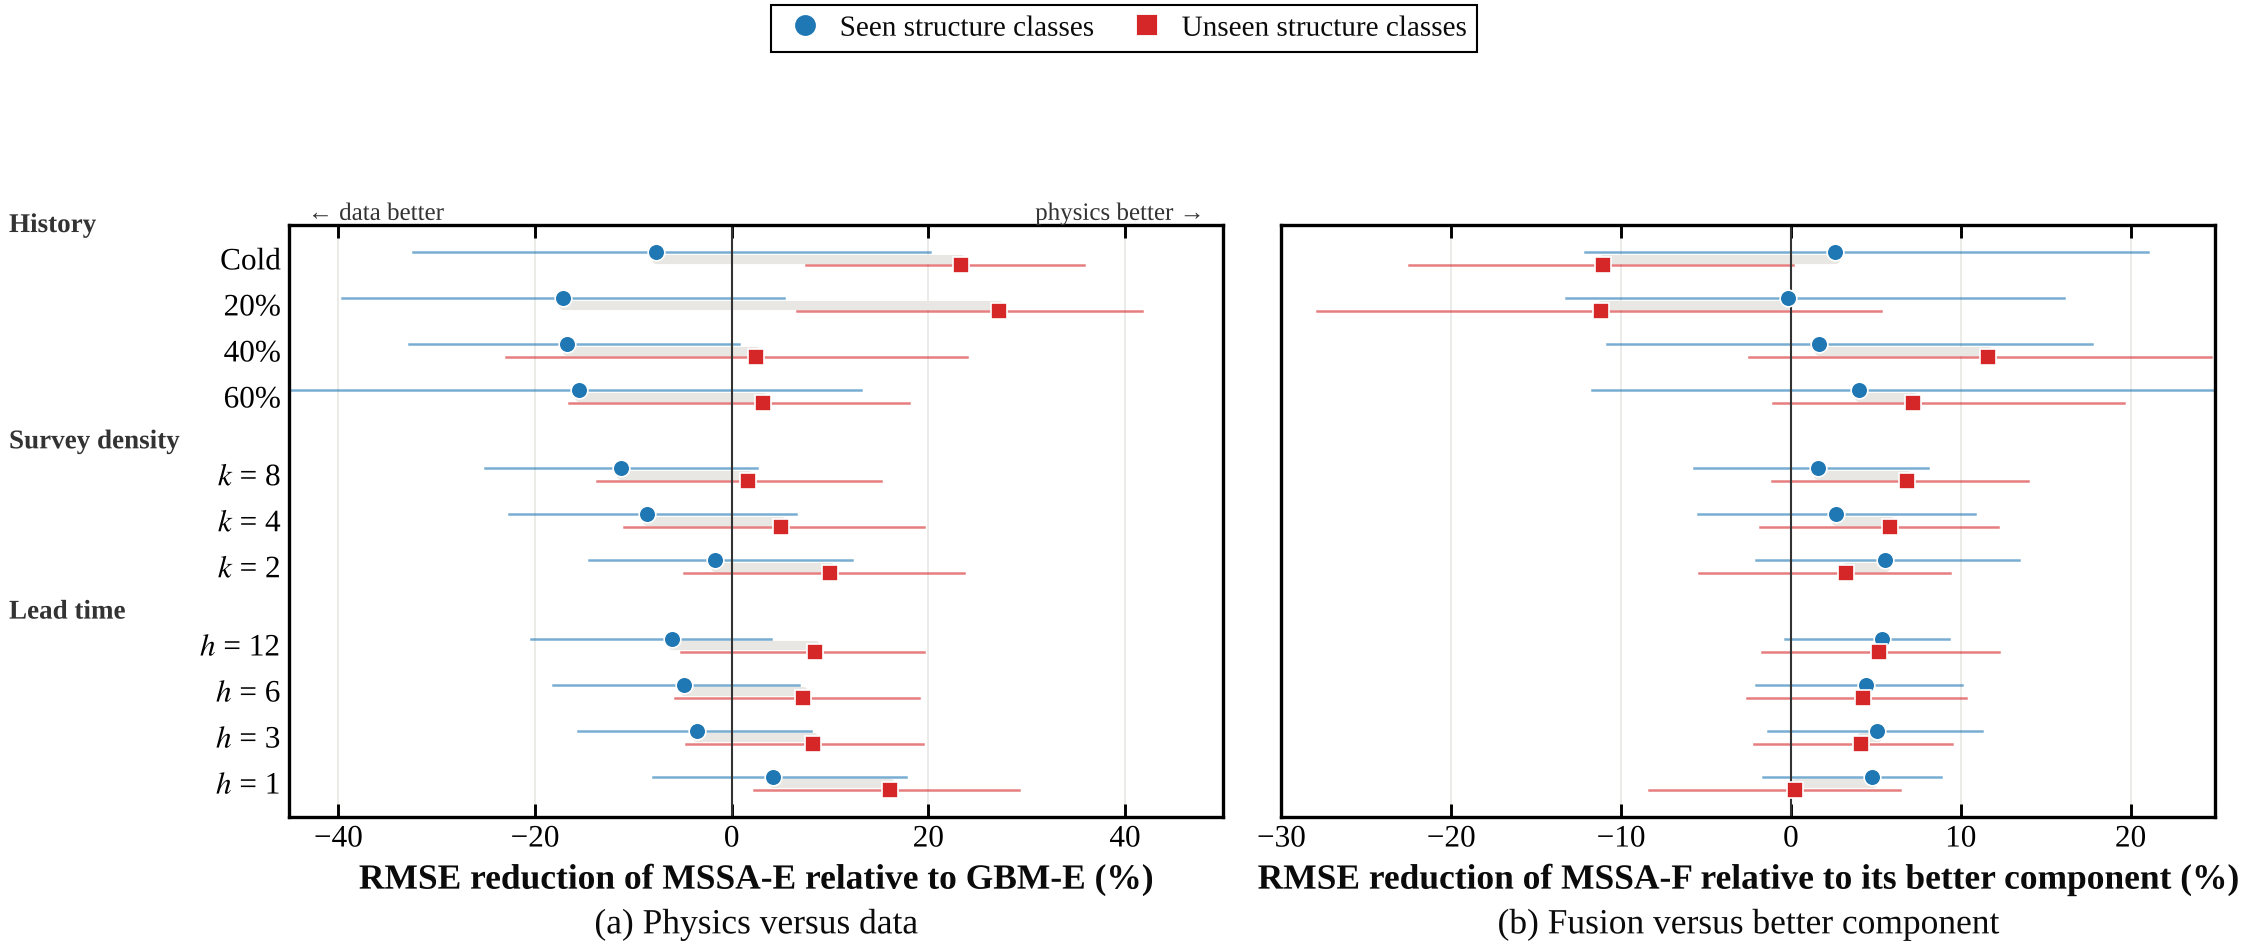 Seen structure classes
Unseen structure classes
← data better
physics better →
History
Cold
20%
40%
60%
Survey density
k = 8
k = 4
k = 2
Lead time
h = 12
h = 6
h = 3
h = 1
−40 −20 0 20 40
−30 −20 −10 0 10 20
RMSE reduction of MSSA-E relative to GBM-E (%)
RMSE reduction of MSSA-F relative to its better component (%)
(a) Physics versus data
(b) Fusion versus better component